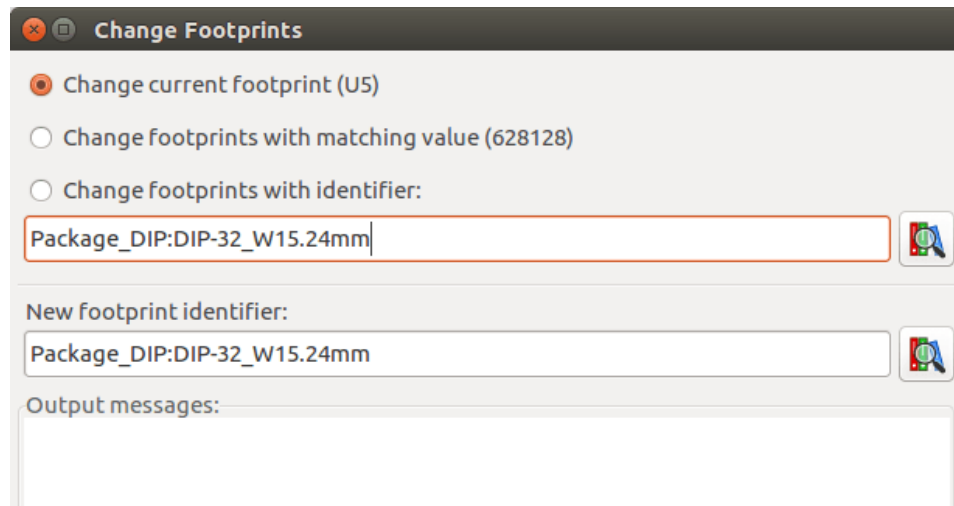 Change Footprints
Change current footprint (U5)
Change footprints with matching value (628128)
Change footprints with identifier:
Package_DIP:DIP-32_W15.24mm
New footprint identifier:
Package_DIP:DIP-32_W15.24mm
Output messages: